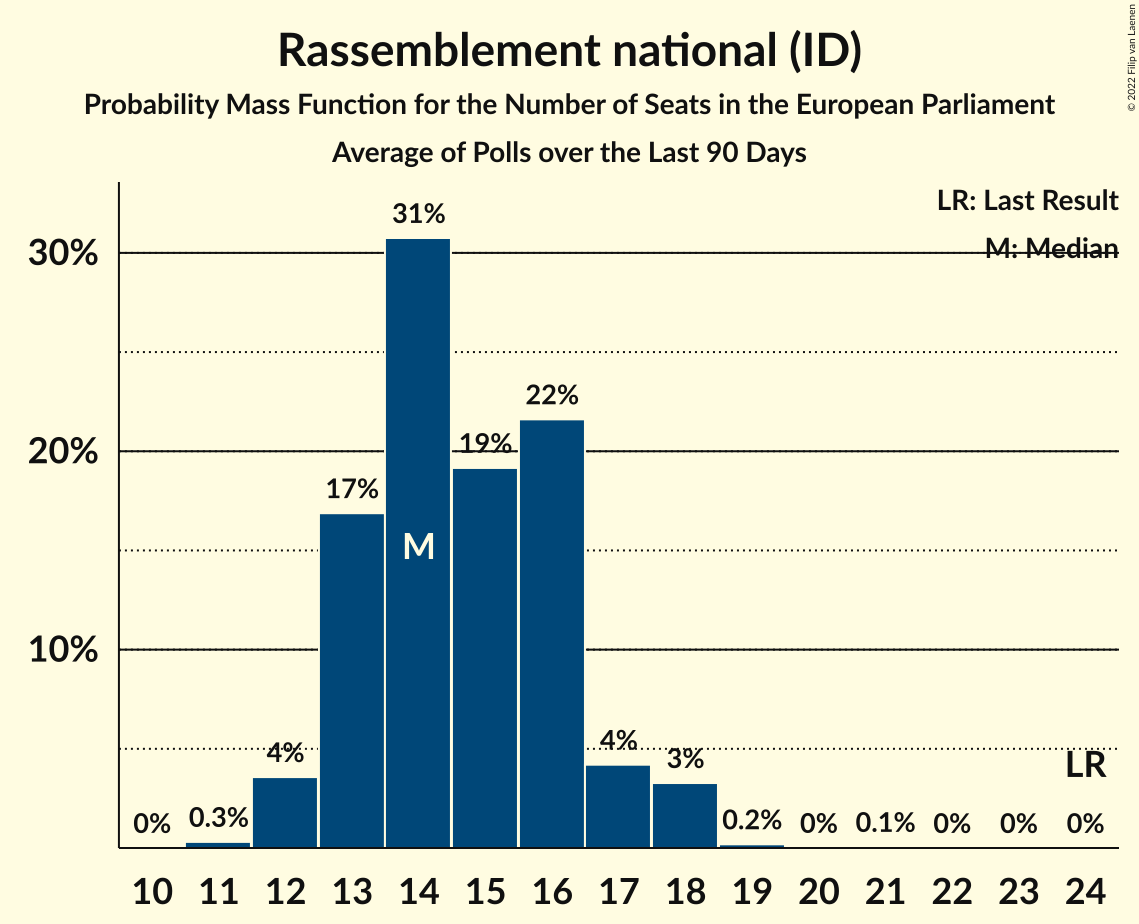 Rassemblement national (ID)
Probability Mass Function for the Number of Seats in the European Parliament
Average of Polls over the Last 90 Days
© 2022 Filip van Laenen
LR: Last Result
M: Median
30%
20%
10%
0%
0.3%
4%
17%
31%
19%
22%
4%
3%
0.2%
0%
0.1%
0%
0%
0%
M
LR
10 11 12 13 14 15 16 17 18 19 20 21 22 23 24